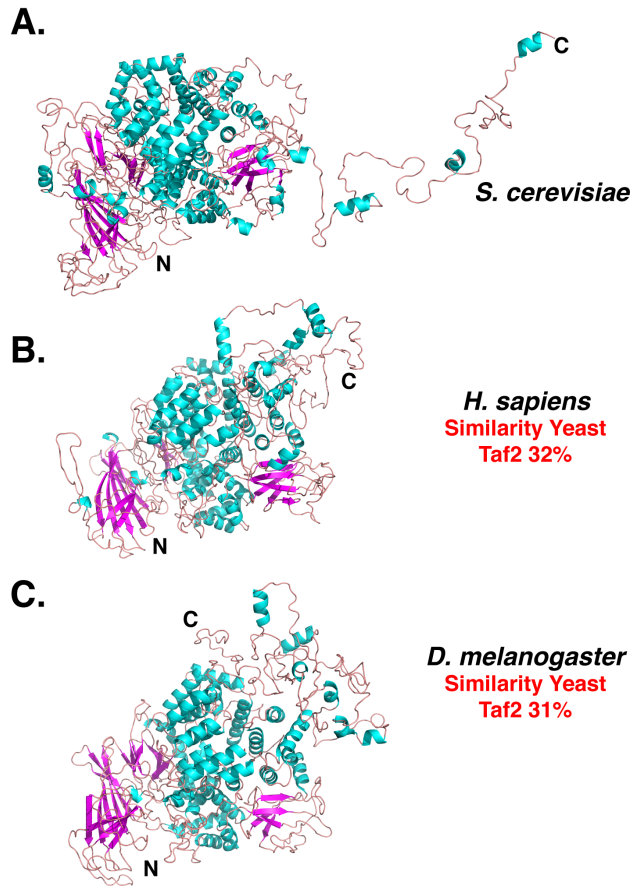 A.
C
S. cerevisiae
N
B.
C
H. sapiens
Similarity Yeast
Taf2 32%
N
C.
C
D. melanogaster
Similarity Yeast
Taf2 31%
N